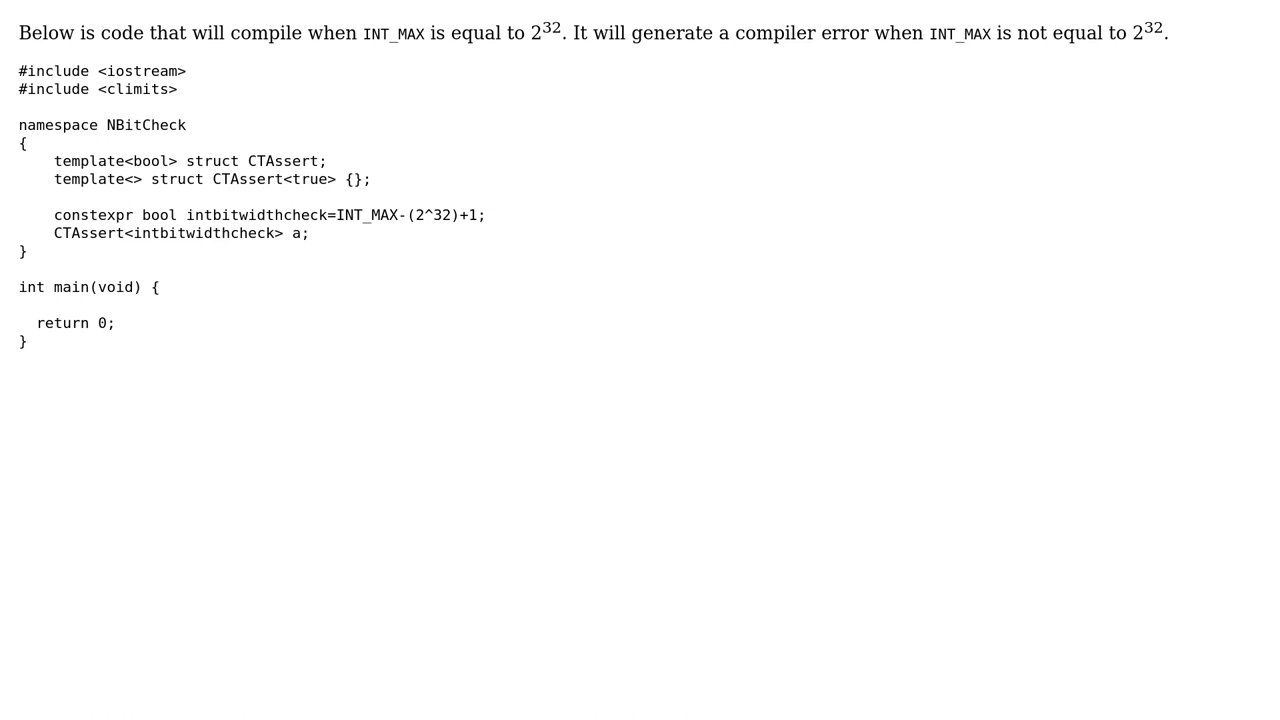 Below is code that will compile when INT_MAX is equal to 2^32. It will generate a compiler error when INT_MAX is not equal to 2^32.
#include <iostream>
#include <climits>
namespace NBitCheck
{
    template<bool> struct CTAssert;
    template<> struct CTAssert<true> {};
    constexpr bool intbitwidthcheck=INT_MAX-(2^32)+1;
    CTAssert<intbitwidthcheck> a;
}
int main(void) {
  return 0;
}